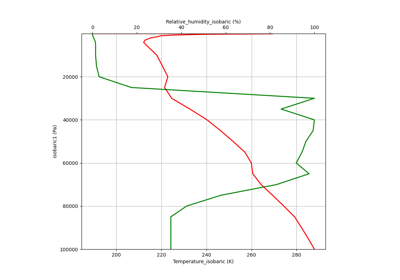 Relative_humidity_isobaric (%)
0 20 40 60 80 100
20000
40000
60000
80000
100000
isobaric1 (Pa)
200 220 240 260 280
Temperature_isobaric (K)